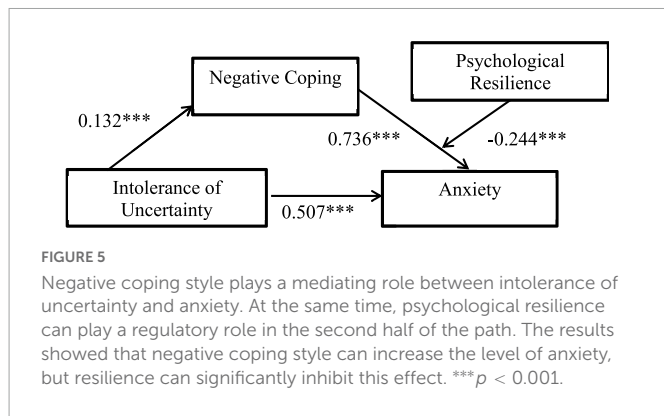 Psychological
Resilience
Negative Coping
0.132***
0.736***
-0.244***
Intolerance of
Uncertainty
Anxiety
0.507***
FIGURE 5
Negative coping style plays a mediating role between intolerance of
uncertainty and anxiety. At the same time, psychological resilience
can play a regulatory role in the second half of the path. The results
showed that negative coping style can increase the level of anxiety,
but resilience can significantly inhibit this effect. ***p < 0.001.